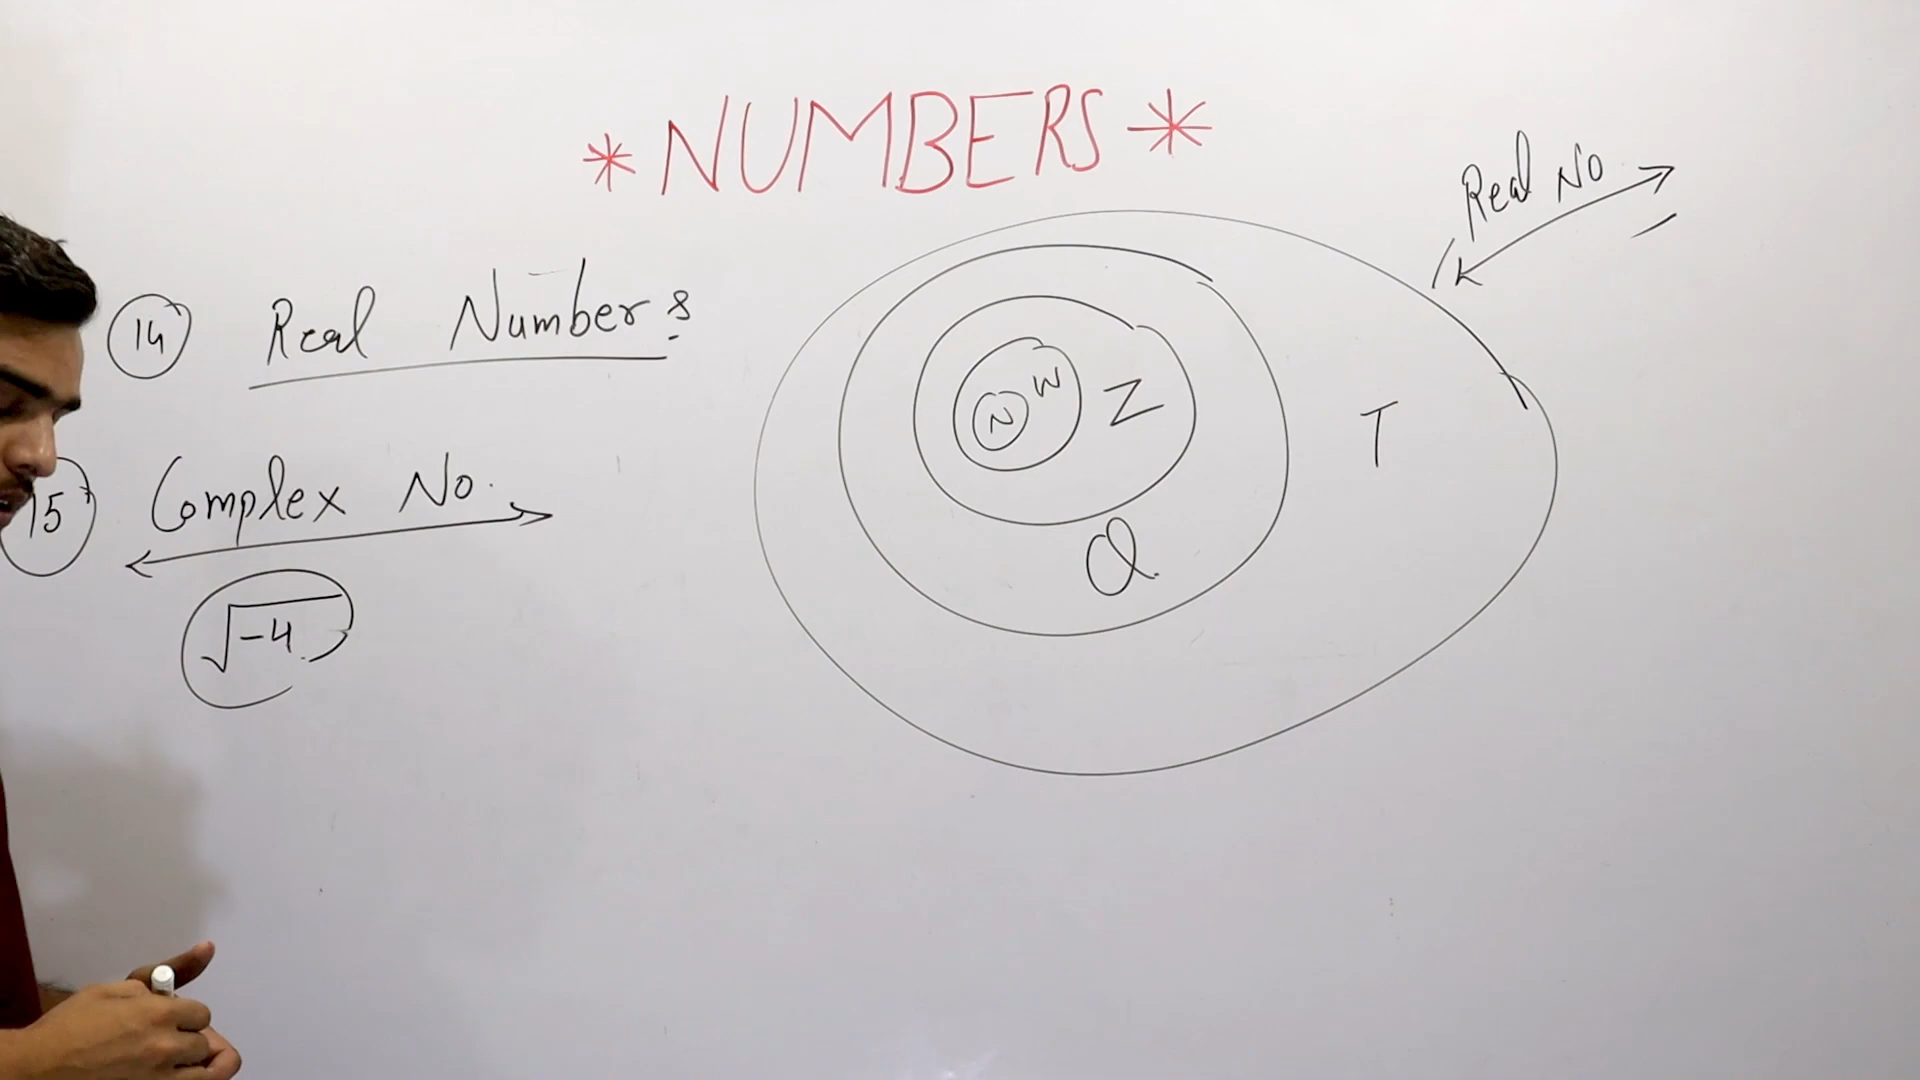 *NUMBERS*
Real No
14 Real Numbers
N W Z
T
15 Complex No.
Q
√-4